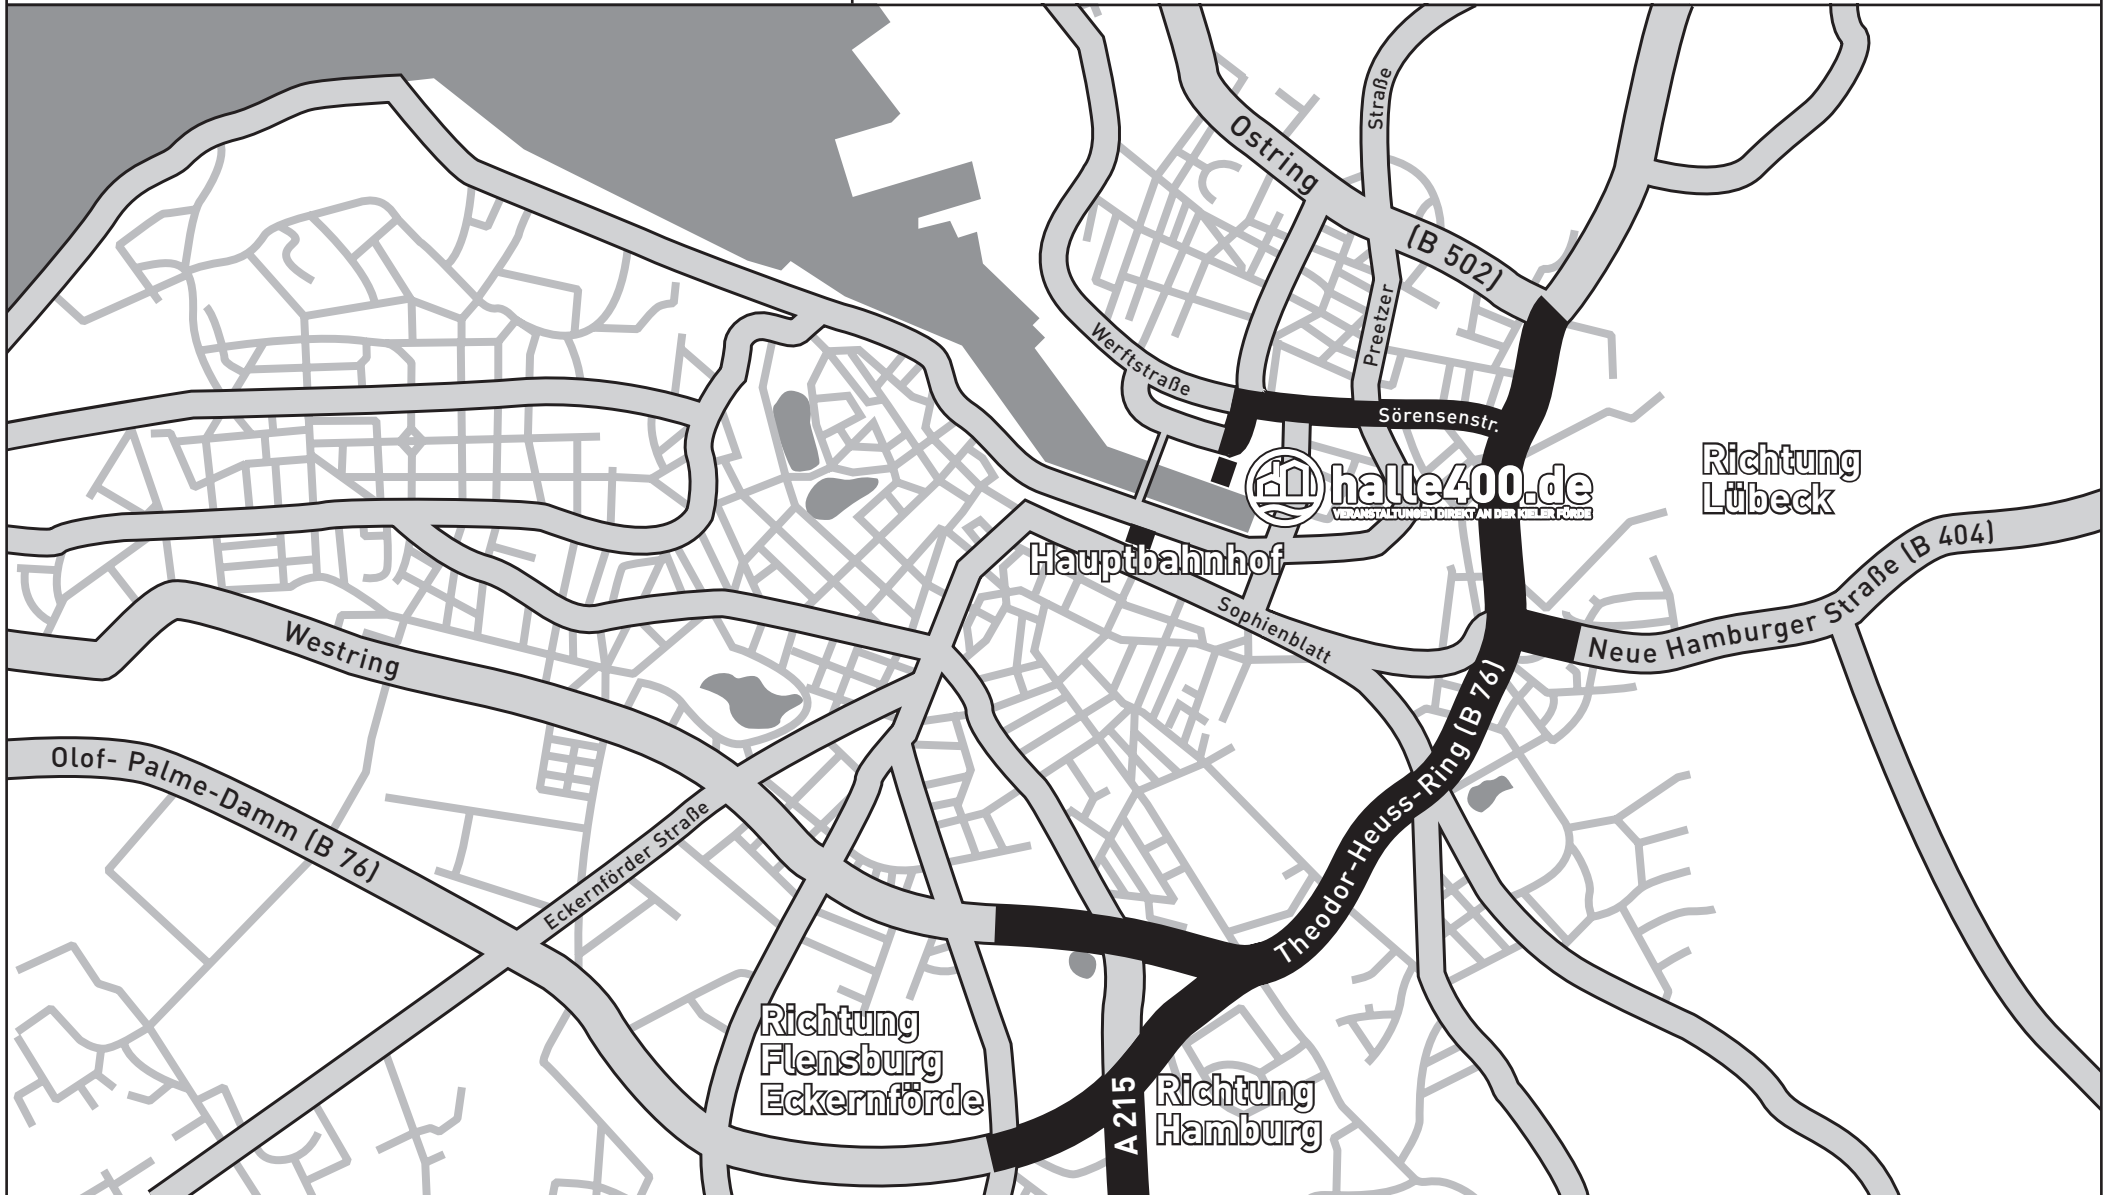 Straße
Ostring
(B 502)
Preetzer
Werftstraße
Sörensenstr.
Richtung
Lübeck
halle400.de
VERANSTALTUNGEN DIREKT AN DER KIELER FÖRDE
Neue Hamburger Straße (B 404)
Hauptbahnhof
Sophienblatt
Westring
Theodor-Heuss-Ring (B 76)
Olof- Palme-Damm (B 76)
Eckernförder Straße
Richtung
Flensburg
Eckernförde
A 215
Richtung
Hamburg